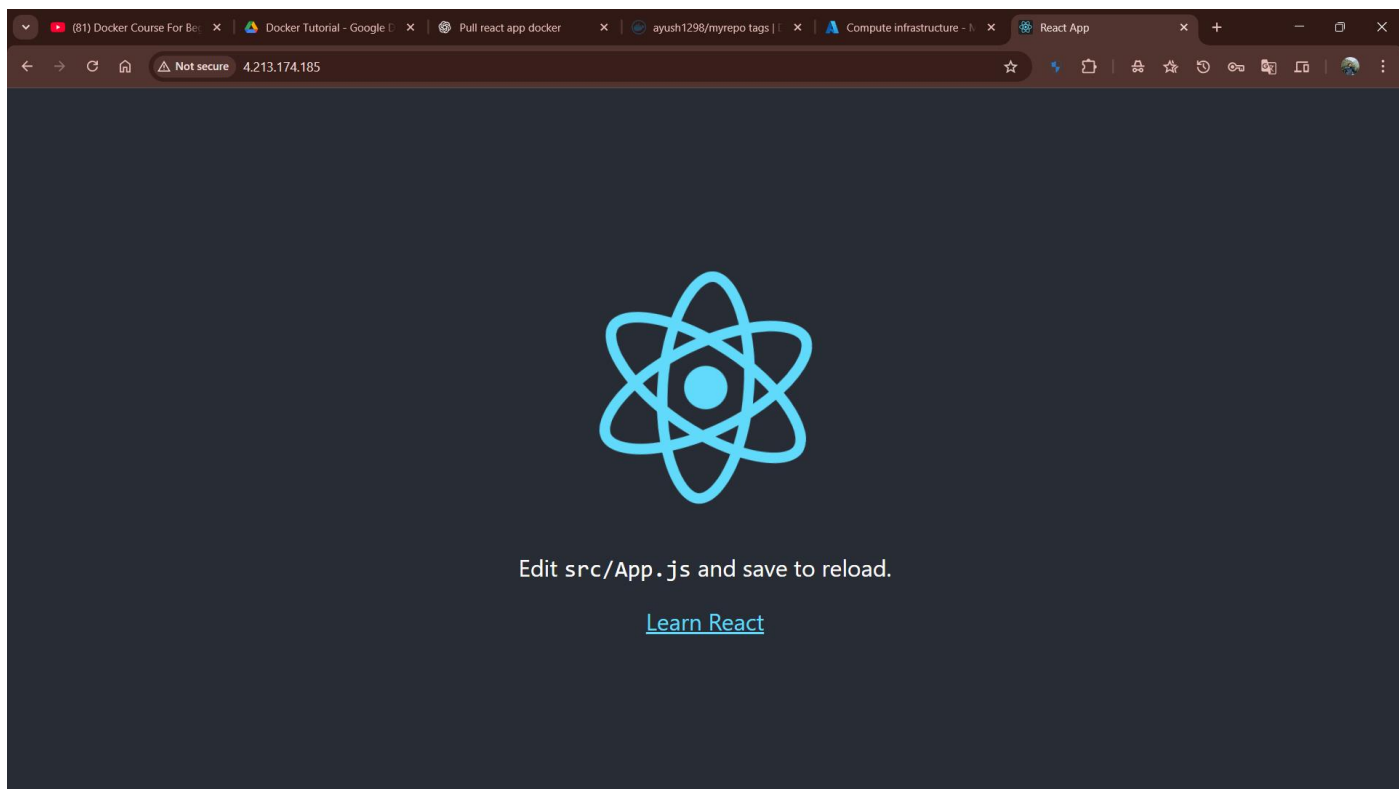 (81) Docker Course For Be
Docker Tutorial - Google D
Pull react app docker
ayush1298/myrepo tags |
Compute infrastructure -
React App
Not secure
4.213.174.185
Edit src/App.js and save to reload.
Learn React